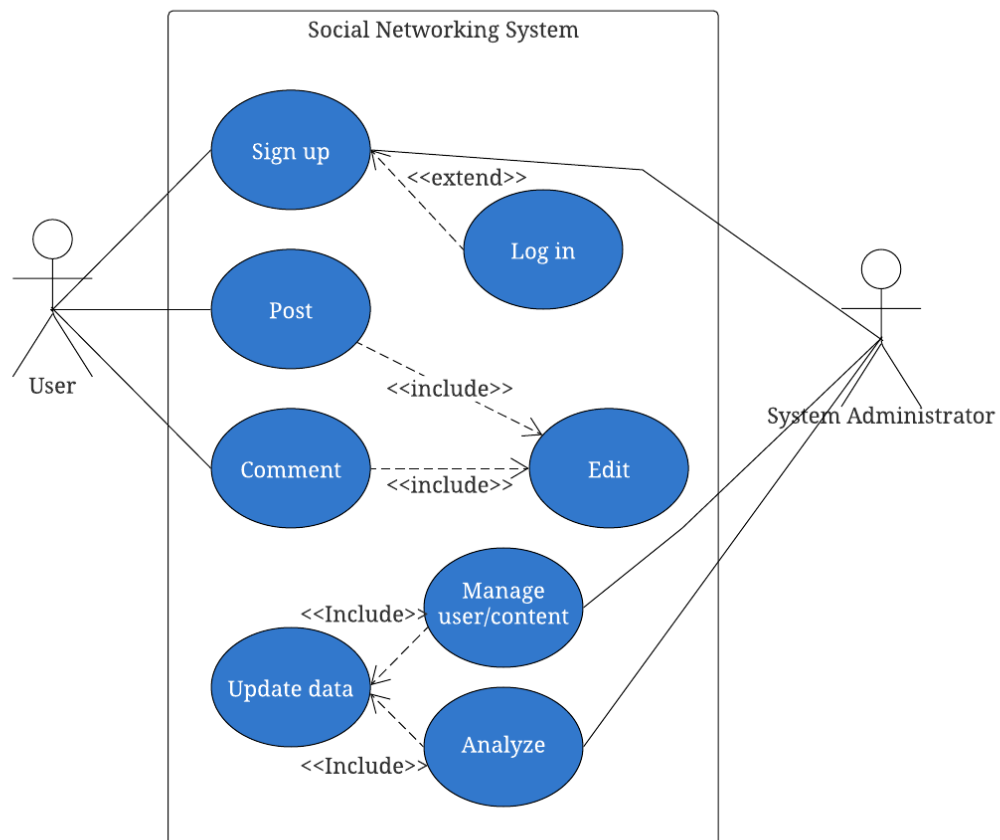 Social Networking System
Sign up
<<extend>>
Log in
Post
User
<<include>>
System Administrator
Comment
<<include>>
Edit
Manage
user/content
<<Include>>
Update data
Analyze
<<Include>>